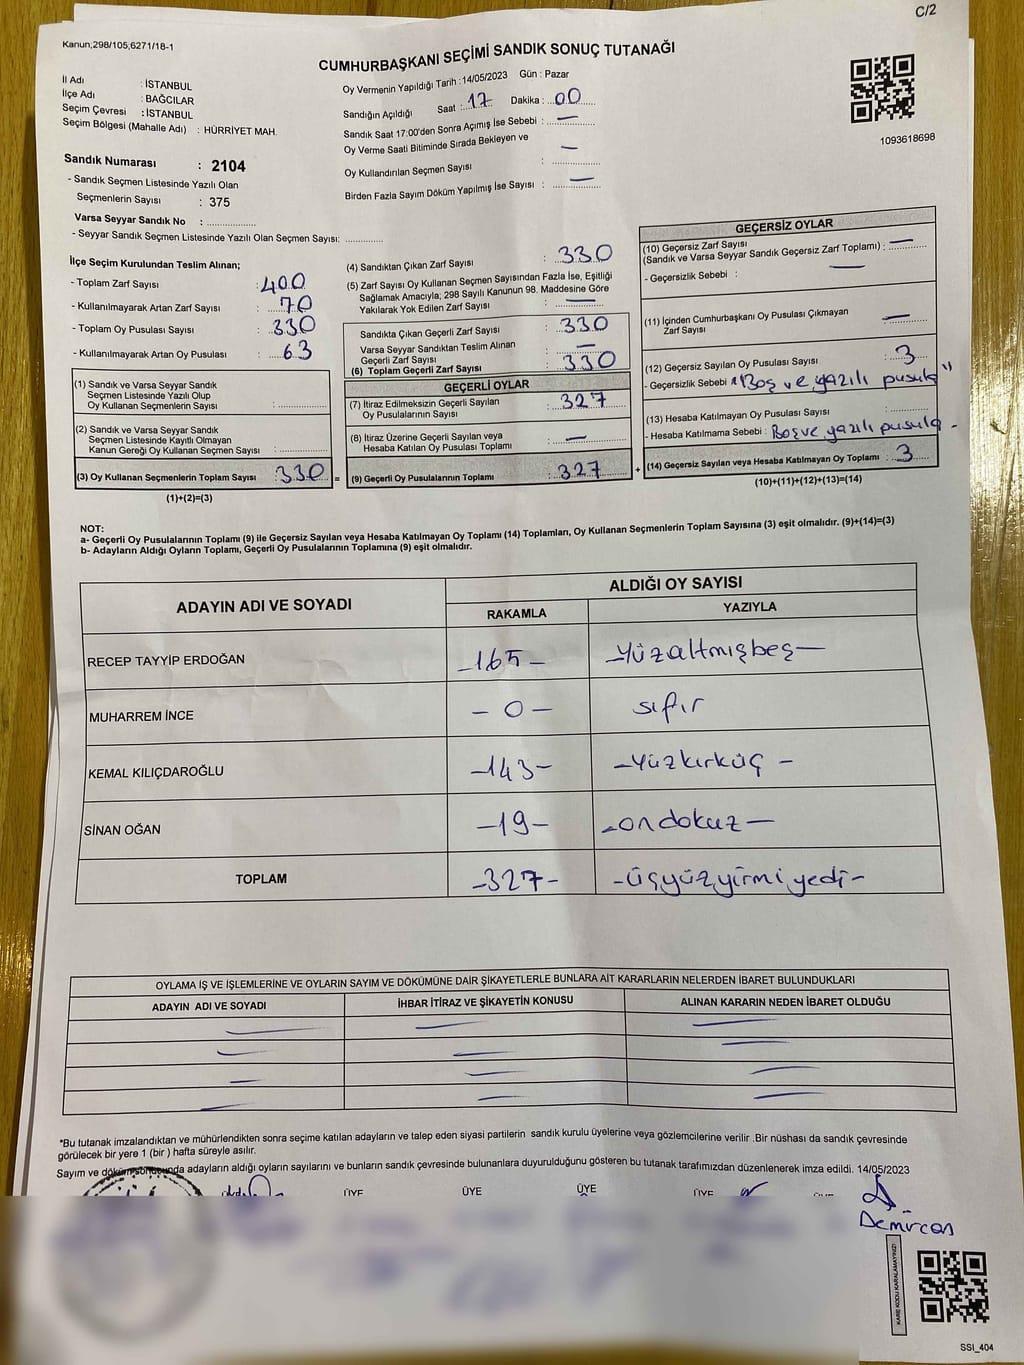 C/2
Kanun;298/105;6271/18-1
CUMHURBAŞKANI SEÇİMİ SANDIK SONUÇ TUTANAĞI
İl Adı : İSTANBUL
İlçe Adı : BAĞCILAR
Seçim Çevresi : İSTANBUL
Seçim Bölgesi (Mahalle Adı) : HÜRRİYET MAH.
Sandık Numarası : 2104
- Sandık Seçmen Listesinde Yazılı Olan
Seçmenlerin Sayısı : 375
Varsa Seyyar Sandık No : ..............
- Seyyar Sandık Seçmen Listesinde Yazılı Olan Seçmen Sayısı: ............
Oy Vermenin Yapıldığı Tarih : 14/05/2023 Gün : Pazar
Sandığın Açıldığı Saat : 17 Dakika : 00
Sandık Saat 17:00'den Sonra Açımış İse Sebebi : —
Oy Verme Saati Bitiminde Sırada Bekleyen ve
Oy Kullandırılan Seçmen Sayısı : —
Birden Fazla Sayım Döküm Yapılmış İse Sayısı : —
1093618698
İlçe Seçim Kurulundan Teslim Alınan;
- Toplam Zarf Sayısı : 400
- Kullanılmayarak Artan Zarf Sayısı : 70
- Toplam Oy Pusulası Sayısı : 330
- Kullanılmayarak Artan Oy Pusulası : 63
(1) Sandık ve Varsa Seyyar Sandık
Seçmen Listesinde Yazılı Olup
Oy Kullanan Seçmenlerin Sayısı : ............
(2) Sandık ve Varsa Seyyar Sandık
Seçmen Listesinde Kayıtlı Olmayan
Kanun Gereği Oy Kullanan Seçmen Sayısı : ............
(3) Oy Kullanan Seçmenlerin Toplam Sayısı : 330 =
(1)+(2)=(3)
(4) Sandıktan Çıkan Zarf Sayısı : 330
(5) Zarf Sayısı Oy Kullanan Seçmen Sayısından Fazla İse, Eşitliği
Sağlamak Amacıyla; 298 Sayılı Kanunun 98. Maddesine Göre
Yakılarak Yok Edilen Zarf Sayısı : —
Sandıkta Çıkan Geçerli Zarf Sayısı : 330
Varsa Seyyar Sandıktan Teslim Alınan
Geçerli Zarf Sayısı : —
(6) Toplam Geçerli Zarf Sayısı : 330
GEÇERLİ OYLAR
(7) İtiraz Edilmeksizin Geçerli Sayılan
Oy Pusulalarının Sayısı : 327
(8) İtiraz Üzerine Geçerli Sayılan veya
Hesaba Katılan Oy Pusulası Toplamı : —
(9) Geçerli Oy Pusulalarının Toplamı : 327 +
GEÇERSİZ OYLAR
(10) Geçersiz Zarf Sayısı
(Sandık ve Varsa Seyyar Sandık Geçersiz Zarf Toplamı) : —
- Geçersizlik Sebebi : —
(11) İçinden Cumhurbaşkanı Oy Pusulası Çıkmayan
Zarf Sayısı : —
(12) Geçersiz Sayılan Oy Pusulası Sayısı : 3
- Geçersizlik Sebebi "Boş ve yazılı pusula"
(13) Hesaba Katılmayan Oy Pusulası Sayısı : ............
- Hesaba Katılmama Sebebi : Boş ve yazılı pusula -
(14) Geçersiz Sayılan veya Hesaba Katılmayan Oy Toplamı : 3
(10)+(11)+(12)+(13)=(14)
NOT:
a- Geçerli Oy Pusulalarının Toplamı (9) ile Geçersiz Sayılan veya Hesaba Katılmayan Oy Toplamı (14) Toplamları, Oy Kullanan Seçmenlerin Toplam Sayısına (3) eşit olmalıdır. (9)+(14)=(3)
b- Adayların Aldığı Oyların Toplamı, Geçerli Oy Pusulalarının Toplamına (9) eşit olmalıdır.
ADAYIN ADI VE SOYADI
ALDIĞI OY SAYISI
RAKAMLA YAZIYLA
RECEP TAYYİP ERDOĞAN -165- -Yüzaltmışbeş-
MUHARREM İNCE -0- sıfır
KEMAL KILIÇDAROĞLU -143- -Yüzkırküç-
SİNAN OĞAN -19- -ondokuz-
TOPLAM -327- -üçyüzyirmiyedi-
OYLAMA İŞ VE İŞLEMLERİNE VE OYLARIN SAYIM VE DÖKÜMÜNE DAİR ŞİKAYETLERLE BUNLARA AİT KARARLARIN NELERDEN İBARET BULUNDUKLARI
ADAYIN ADI VE SOYADI İHBAR İTİRAZ VE ŞİKAYETİN KONUSU ALINAN KARARIN NEDEN İBARET OLDUĞU
*Bu tutanak imzalandıktan ve mühürlendikten sonra seçime katılan adayların ve talep eden siyasi partilerin sandık kurulu üyelerine veya gözlemcilerine verilir .Bir nüshası da sandık çevresinde
görülecek bir yere 1 (bir ) hafta süreyle asılır.
Sayım ve döküm sonucunda adayların aldığı oyların sayılarını ve bunların sandık çevresinde bulunanlara duyurulduğunu gösteren bu tutanak tarafımızdan düzenlenerek imza edildi. 14/05/2023
ÜYE ÜYE ÜYE ÜYE
Demircan
KARE KODU KARALAMAYINIZ!
SSI_404